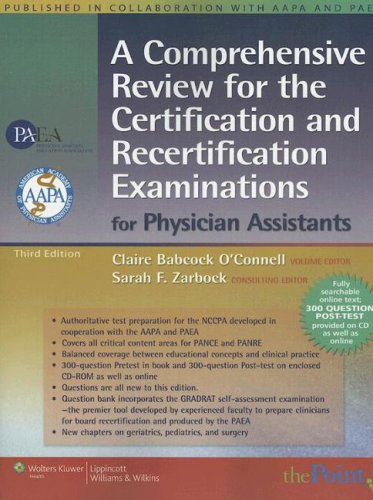 PUBLISHED IN COLLABORATION WITH AAPA AND PAE
A Comprehensive
Review for the
Certification and
Recertification
Examinations
for Physician Assistants
PAEA
AMERICAN ACADEMY
OF PHYSICIAN ASSISTANTS
AAPA
Third Edition
Claire Babcock O'Connell VOLUME EDITOR
Sarah F. Zarbock CONSULTING EDITOR
Fully
searchable
online text;
300 QUESTION
POST-TEST
provided on CD
as well as
online
• Authoritative test preparation for the NCCPA developed in
cooperation with the AAPA and PAEA
• Covers all critical content areas for PANCE and PANRE
• Balanced coverage between educational concepts and clinical practice
• 300-question Pretest in book and 300-question Post-test on enclosed
CD-ROM as well as online
• Questions are all new to this edition.
• Question bank incorporates the GRADRAT self-assessment examination
—the premier tool developed by experienced faculty to prepare clinicians
for board recertification and produced by the PAEA
• New chapters on geriatrics, pediatrics, and surgery
Wolters Kluwer
Health
Lippincott
Williams & Wilkins
thePoint